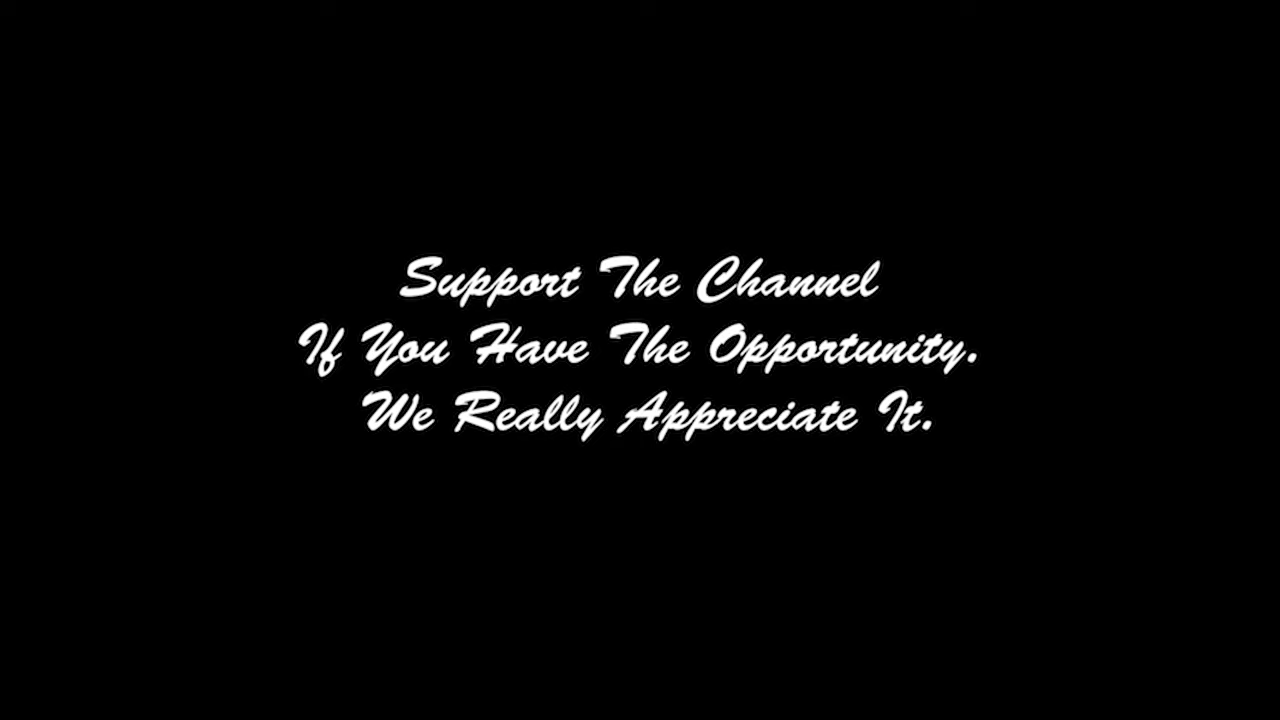 Support The Channel
If You Have The Opportunity.
We Really Appreciate It.